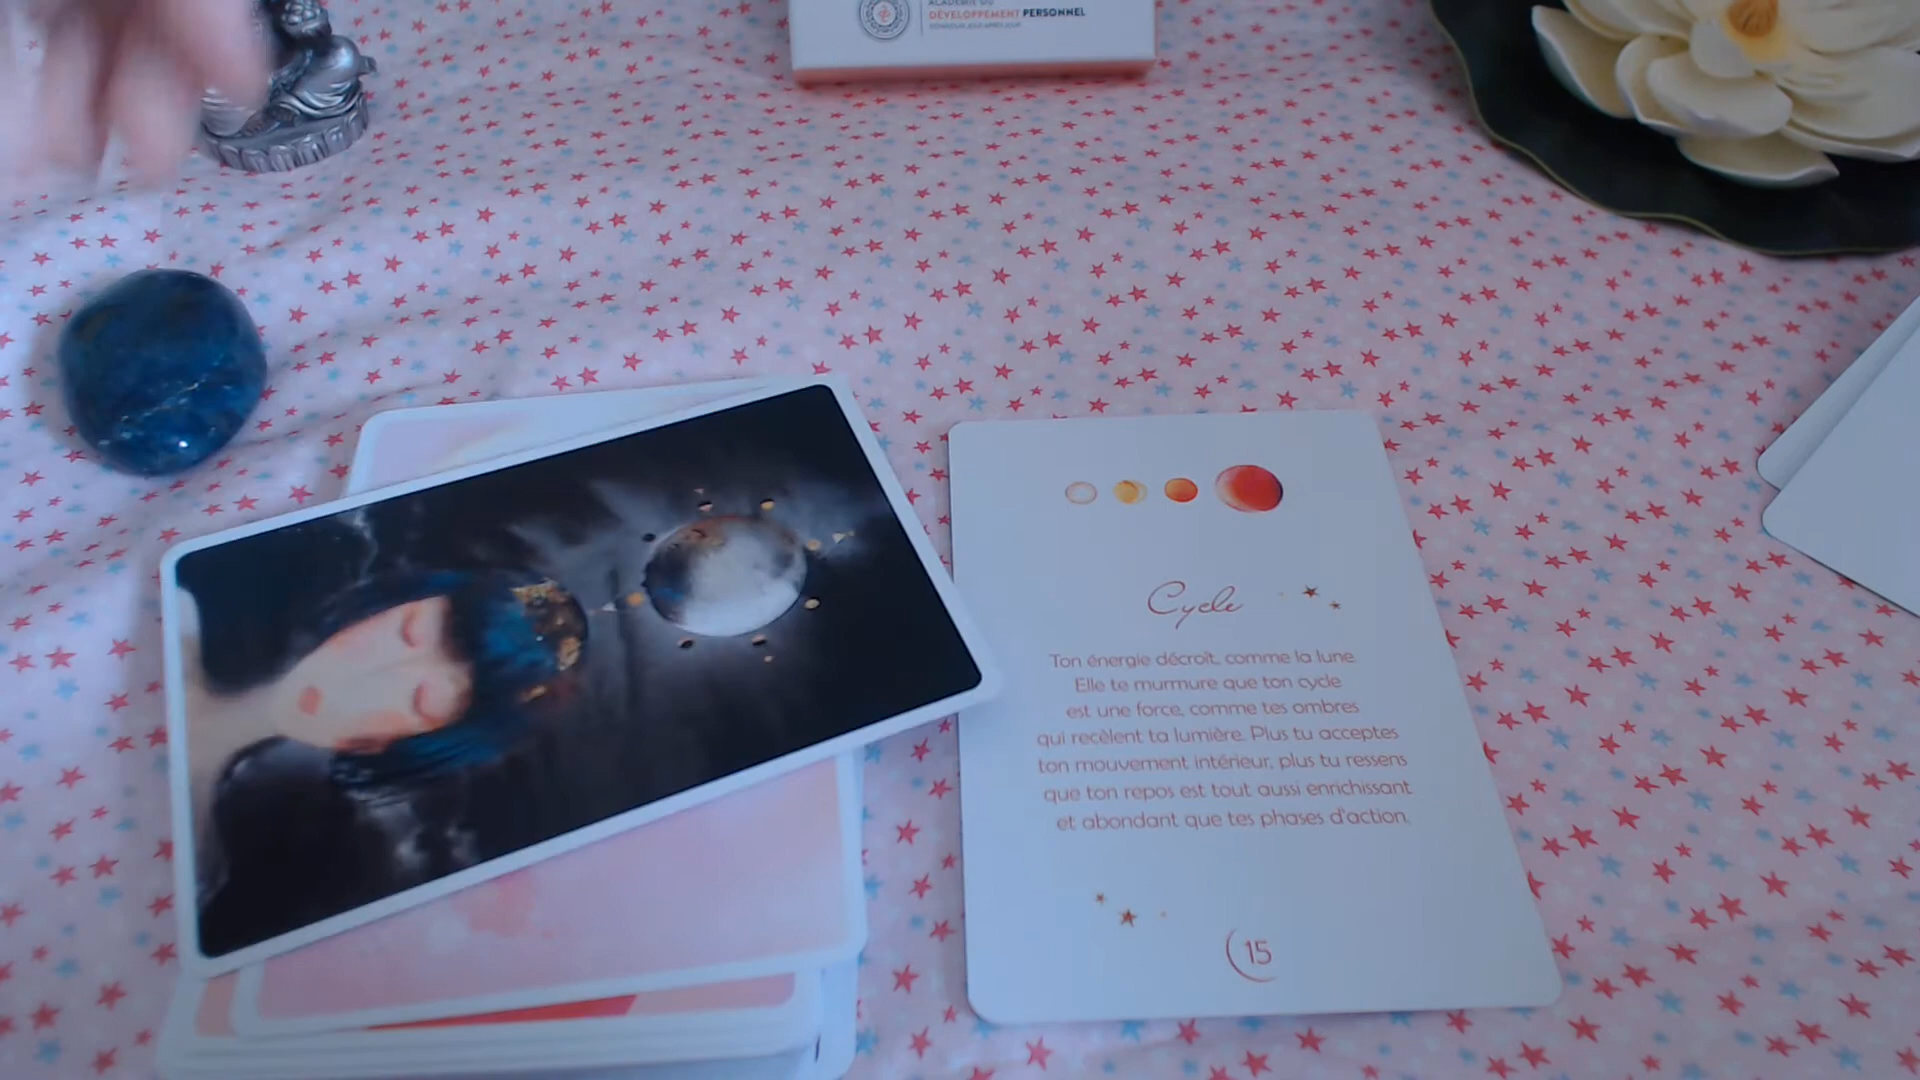 ACADÉMIE DU
DÉVELOPPEMENT PERSONNEL
Cycle
Ton énergie décroît, comme la lune.
Elle te murmure que ton cycle
est une force, comme tes ombres
qui recèlent ta lumière. Plus tu acceptes
ton mouvement intérieur, plus tu ressens
que ton repos est tout aussi enrichissant
et abondant que tes phases d'action.
15